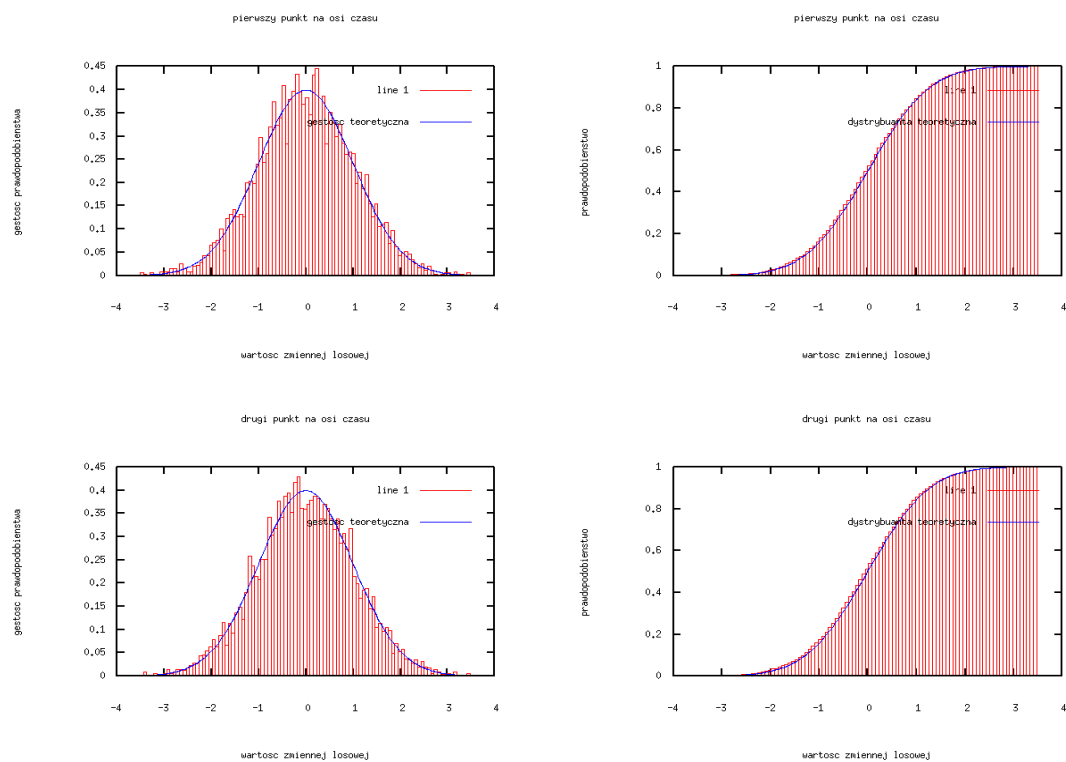 pierwszy punkt na osi czasu
gestosc prawdopodobienstwa
0.45
0.4
0.35
0.3
0.25
0.2
0.15
0.1
0.05
0
line 1
gestosc teoretyczna
-4 -3 -2 -1 0 1 2 3 4
wartosc zmiennej losowej
pierwszy punkt na osi czasu
prawdopodobienstwo
1
0.8
0.6
0.4
0.2
0
line 1
dystrybuanta teoretyczna
-4 -3 -2 -1 0 1 2 3 4
wartosc zmiennej losowej
drugi punkt na osi czasu
gestosc prawdopodobienstwa
0.45
0.4
0.35
0.3
0.25
0.2
0.15
0.1
0.05
0
line 1
gestosc teoretyczna
-4 -3 -2 -1 0 1 2 3 4
wartosc zmiennej losowej
drugi punkt na osi czasu
prawdopodobienstwo
1
0.8
0.6
0.4
0.2
0
line 1
dystrybuanta teoretyczna
-4 -3 -2 -1 0 1 2 3 4
wartosc zmiennej losowej